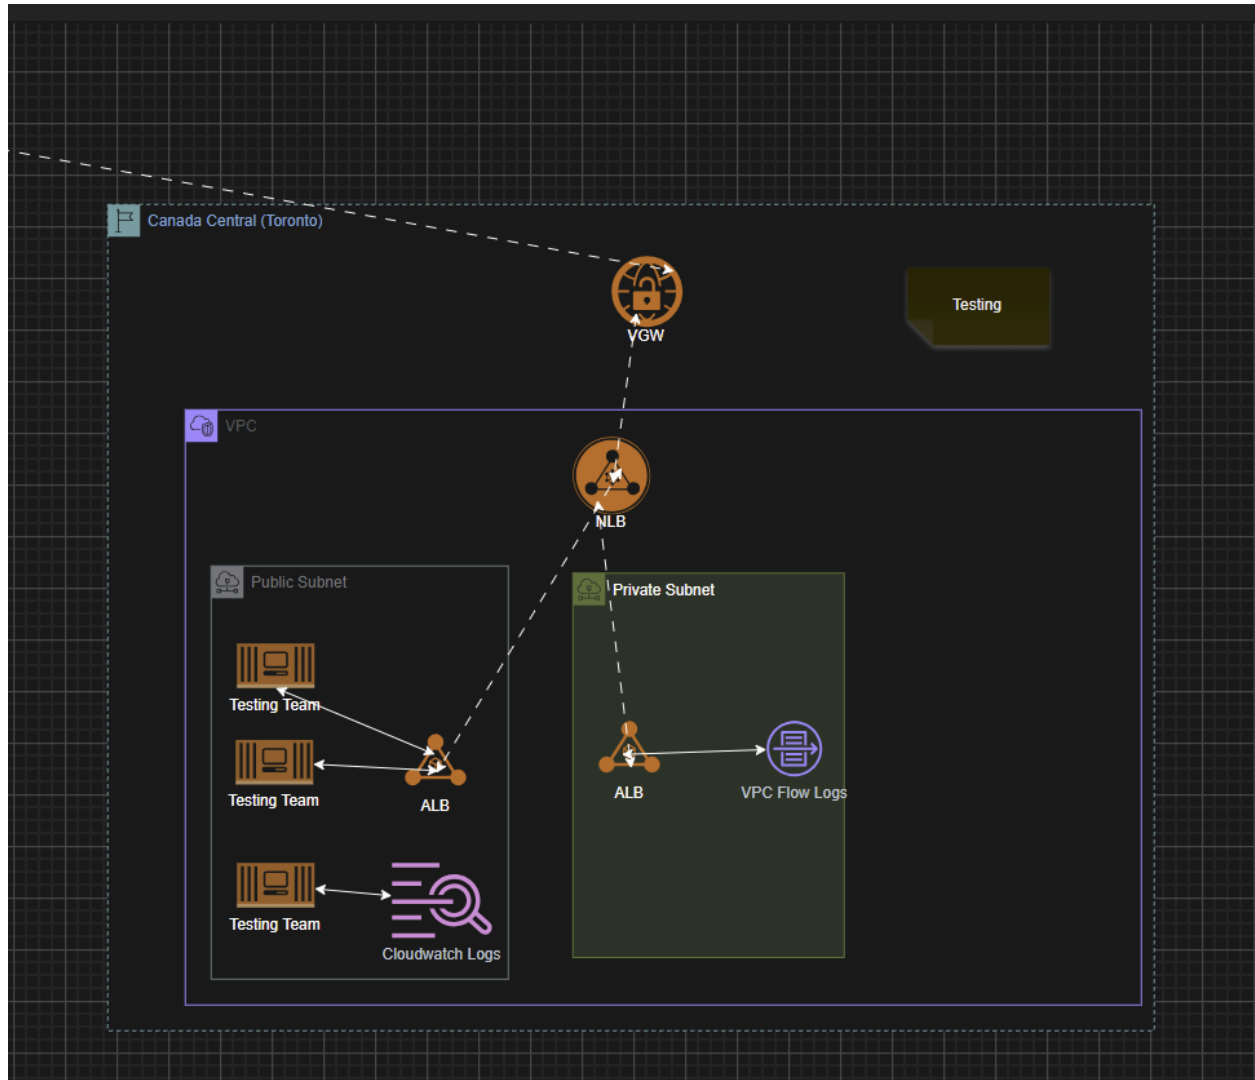 Canada Central (Toronto)
VGW
Testing
VPC
NLB
Public Subnet
Private Subnet
Testing Team
Testing Team
ALB
ALB
VPC Flow Logs
Testing Team
Cloudwatch Logs